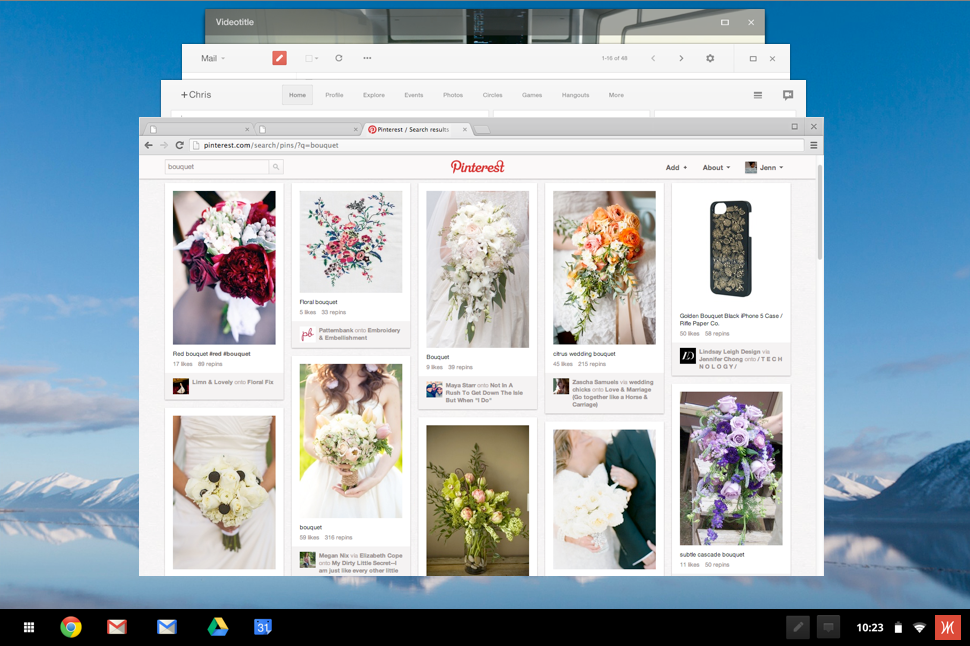 Videotitle
Mail
1-16 of 48
+Chris
Home Profile Explore Events Photos Circles Games Hangouts More
Pinterest / Search results
pinterest.com/search/pins/?q=bouquet
bouquet
Pinterest
Add +
About
Jenn
Red bouquet #red #bouquet
17 likes 88 repins
Limn & Lovely onto Floral Fix
Floral bouquet
5 likes 33 repins
pb
Patternbank onto Embroidery
& Embellishment
bouquet
59 likes 316 repins
Megan Nix via Elizabeth Cope
onto My Dirty Little Secret--I
am just like every other little
Bouquet
9 likes 39 repins
Maya Starr onto Not In A
Rush To Get Down The Isle
But When "I Do"
citrus wedding bouquet
45 likes 215 repins
Zascha Samuels via wedding
chicks onto Love & Marriage
(Go together like a Horse &
Carriage)
Golden Bouquet Black iPhone 5 Case /
Rifle Paper Co.
50 likes 58 repins
Lindsay Leigh Design via
Jennifer Chong onto / T E C H
N O L O G Y /
subtle cascade bouquet
11 likes 50 repins
31
10:23